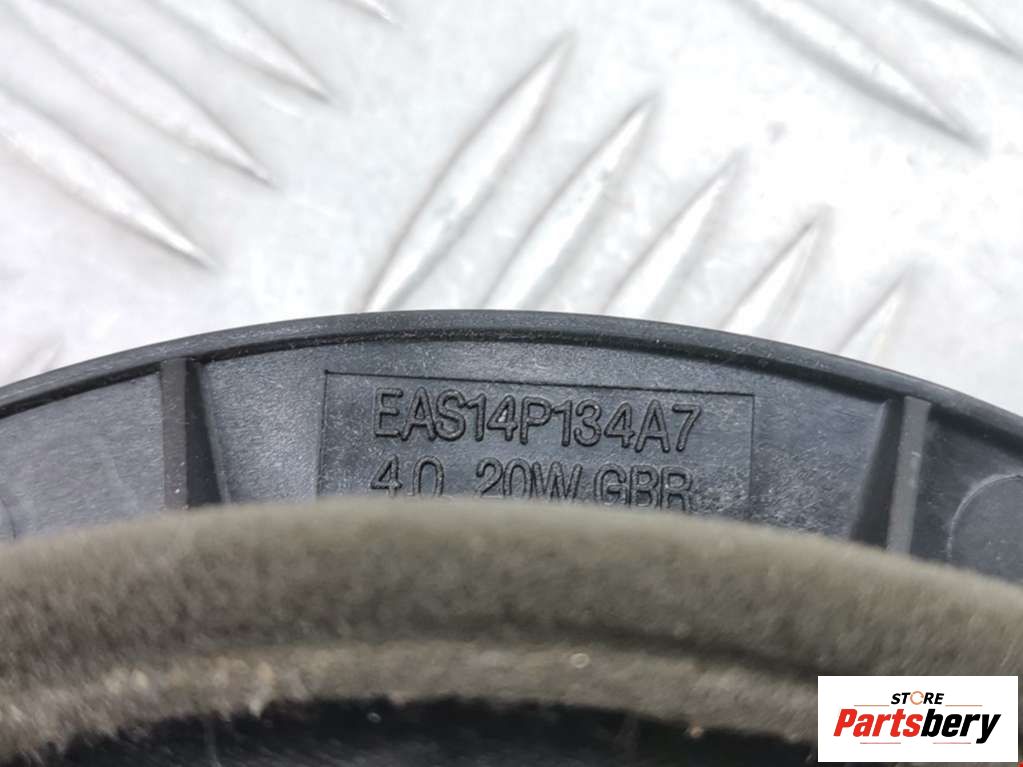 EAS14P134A7
4.0 20W GBR
STORE
Partsbery